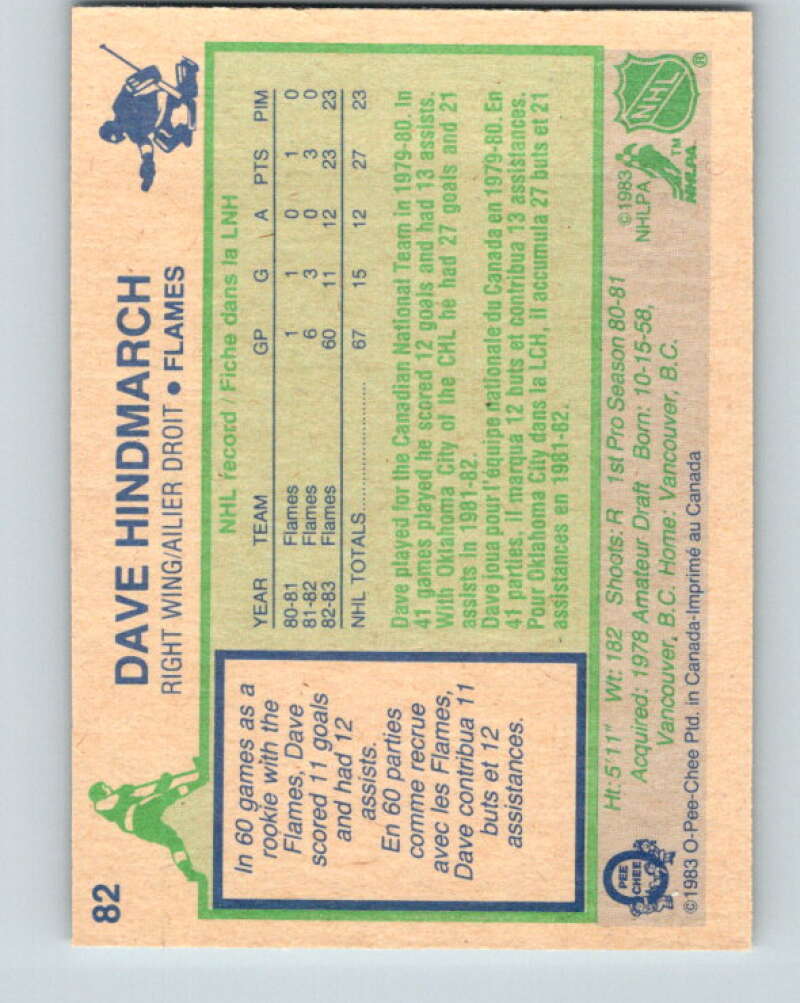 82
DAVE HINDMARCH
RIGHT WING/AILIER DROIT • FLAMES
In 60 games as a
rookie with the
Flames, Dave
scored 11 goals
and had 12
assists.
En 60 parties
comme recrue
avec les Flames,
Dave contribua 11
buts et 12
assistances.
NHL record / Fiche dans la LNH
YEAR TEAM GP G A PTS PIM
80-81 Flames 1 1 0 1 0
81-82 Flames 6 3 0 3 0
82-83 Flames 60 11 12 23 23
NHL TOTALS 67 15 12 27 23
Dave played for the Canadian National Team in 1979-80. In
41 games played he scored 12 goals and had 13 assists.
With Oklahoma City of the CHL he had 27 goals and 21
assists in 1981-82.
Dave joua pour l'équipe nationale du Canada en 1979-80. En
41 parties, il marqua 12 buts et contribua 13 assistances.
Pour Oklahoma City dans la LCH, il accumula 27 buts et 21
assistances en 1981-82.
Ht: 5'11" Wt: 182 Shoots: R 1st Pro Season 80-81
Acquired: 1978 Amateur Draft Born: 10-15-58,
Vancouver, B.C. Home: Vancouver, B.C.
©1983 O-Pee-Chee Ptd. in Canada-Imprimé au Canada
O
PEE
CHEE
©1983
NHLPA
NHLPA
TM
NHL
®